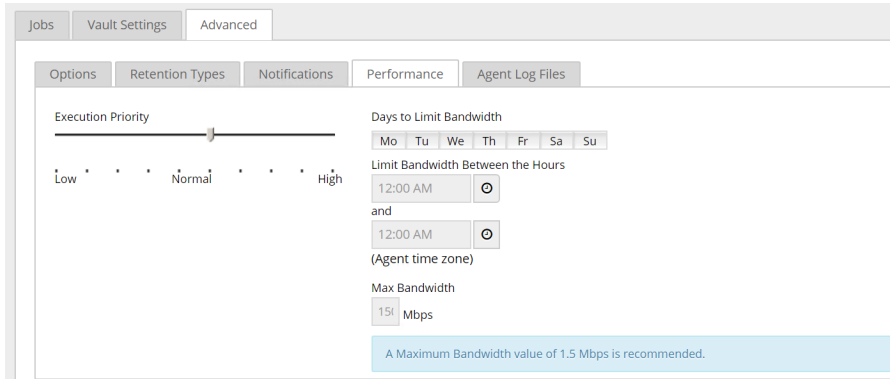 Jobs Vault Settings Advanced
Options Retention Types Notifications Performance Agent Log Files
Execution Priority
Low Normal High
Days to Limit Bandwidth
Mo Tu We Th Fr Sa Su
Limit Bandwidth Between the Hours
12:00 AM
and
12:00 AM
(Agent time zone)
Max Bandwidth
Mbps
A Maximum Bandwidth value of 1.5 Mbps is recommended.